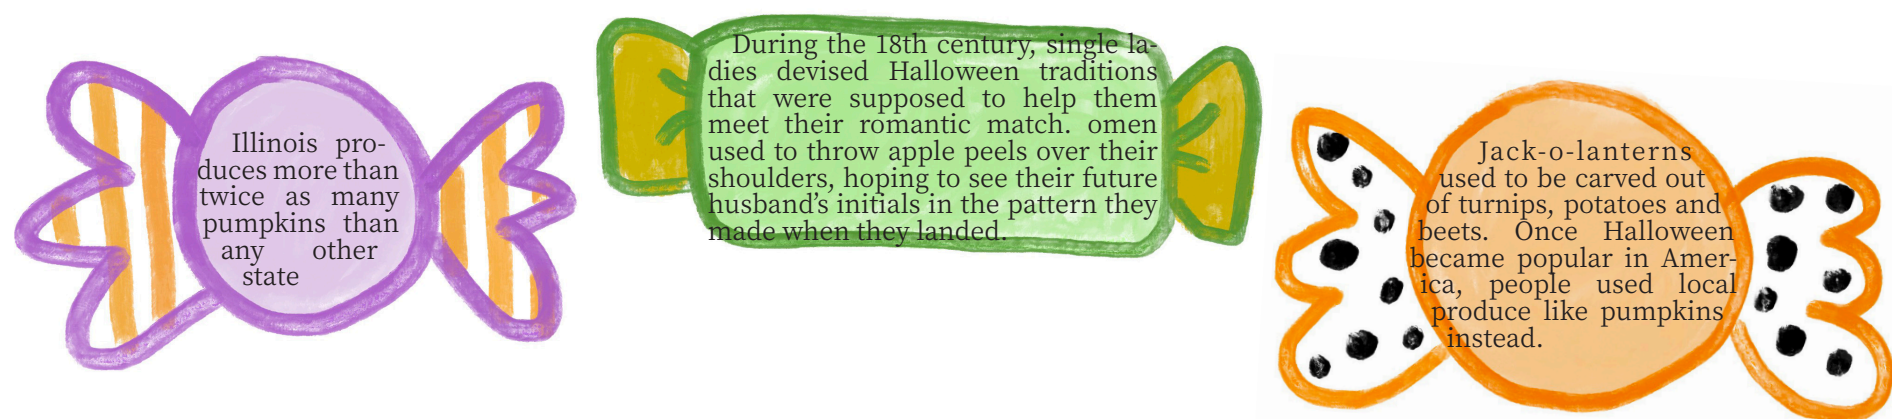 Illinois pro-
duces more than
twice as many
pumpkins than
any other
state
During the 18th century, single la-
dies devised Halloween traditions
that were supposed to help them
meet their romantic match. omen
used to throw apple peels over their
shoulders, hoping to see their future
husband’s initials in the pattern they
made when they landed.
Jack-o-lanterns
used to be carved out
of turnips, potatoes and
beets. Once Halloween
became popular in Amer-
ica, people used local
produce like pumpkins
instead.